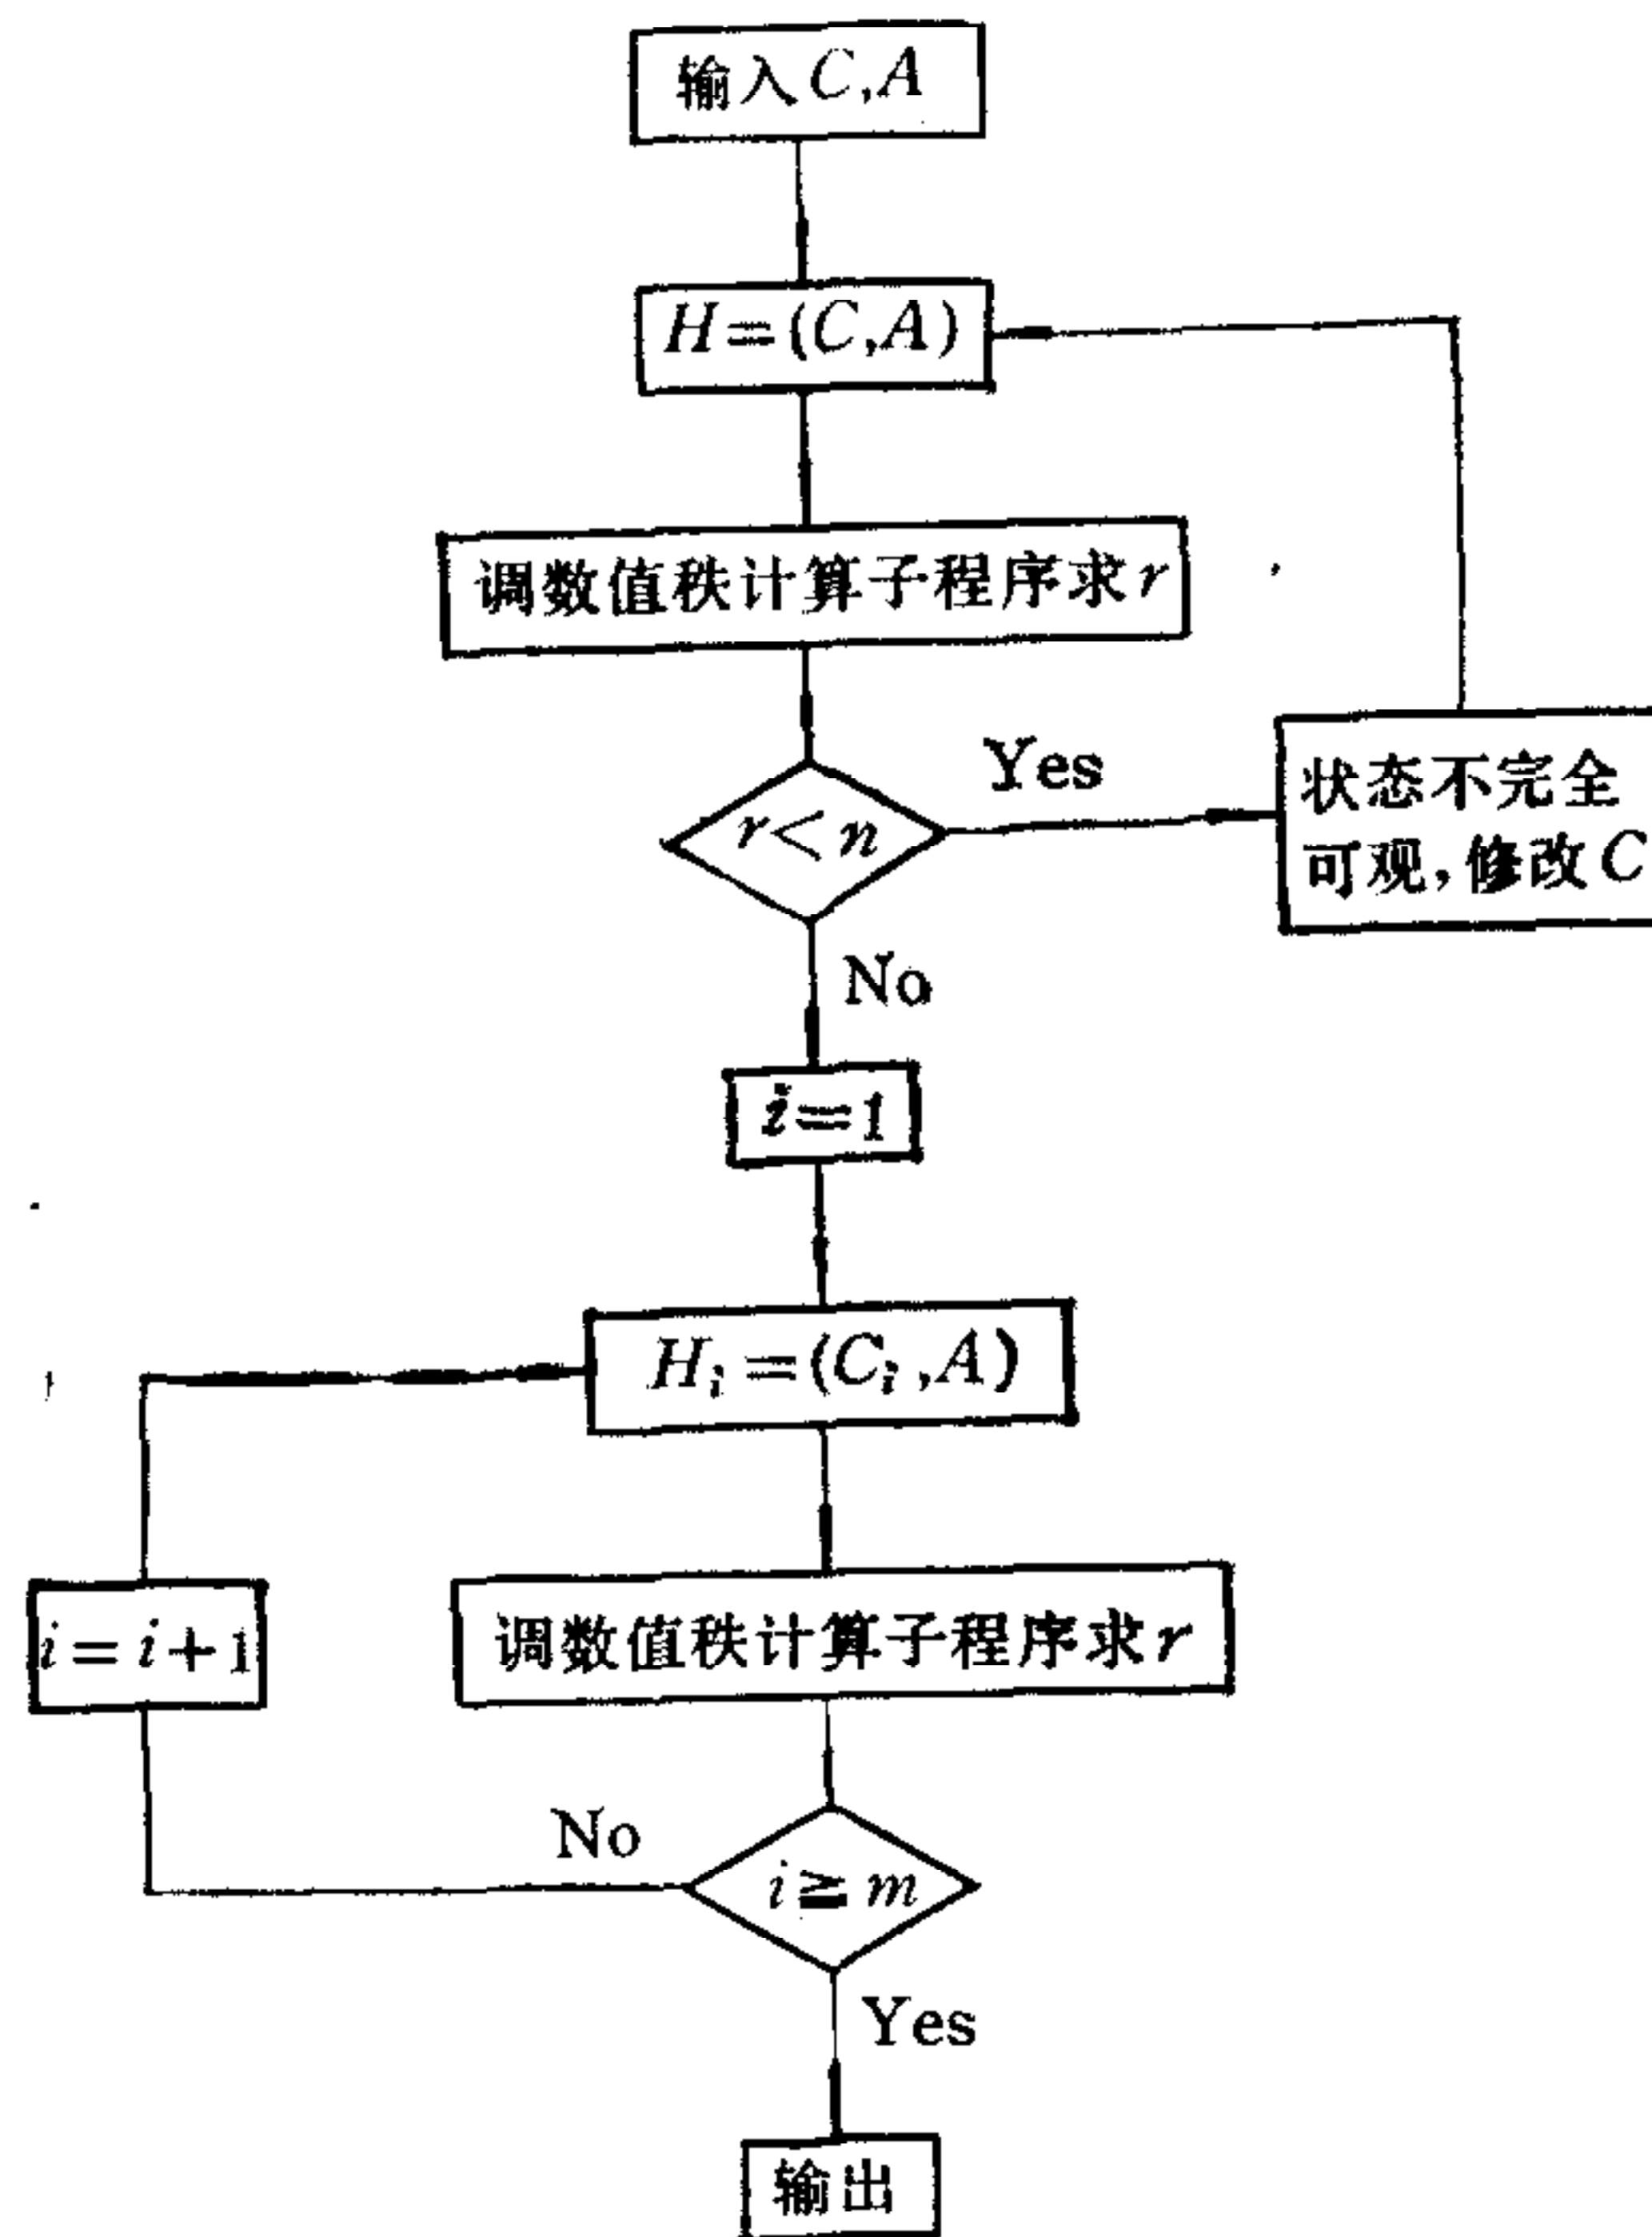 输入C,A
H=(C,A)
调数值秩计算子程序求r
r<n
Yes
状态不完全
可观,修改C
No
i=1
H_i=(C_i,A)
i=i+1
调数值秩计算子程序求r
No
i≧m
Yes
输出